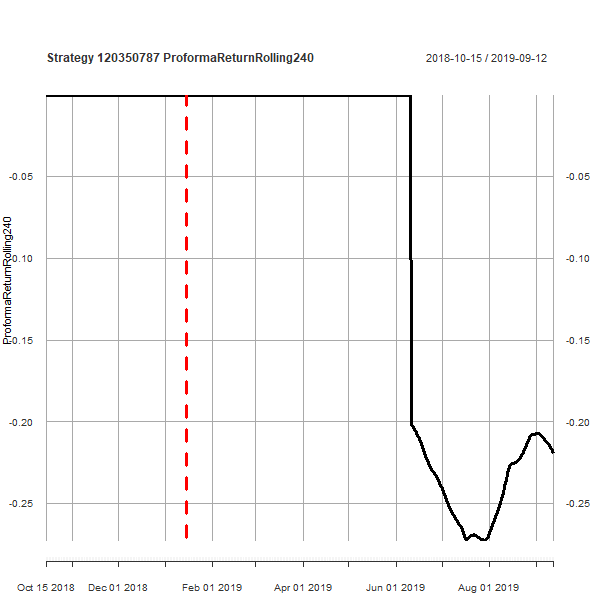 Strategy 120350787 ProformaReturnRolling240
2018-10-15 / 2019-09-12
ProformaReturnRolling240
-0.05 -0.05
-0.10 -0.10
-0.15 -0.15
-0.20 -0.20
-0.25 -0.25
Oct 15 2018 Dec 01 2018 Feb 01 2019 Apr 01 2019 Jun 01 2019 Aug 01 2019